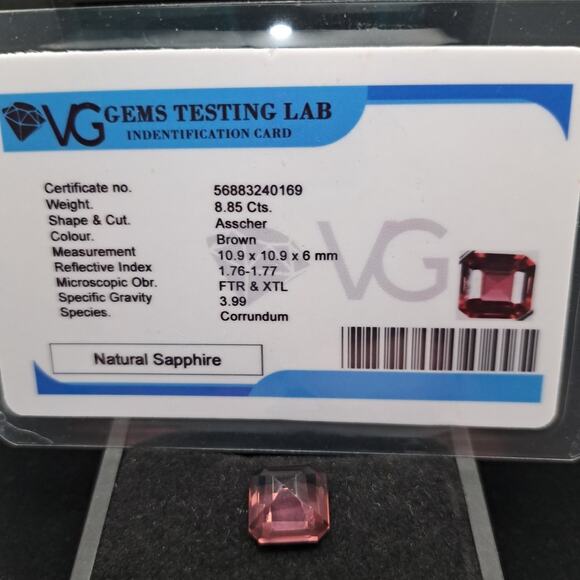 VG GEMS TESTING LAB
INDENTIFICATION CARD
Certificate no. 56883240169
Weight. 8.85 Cts.
Shape & Cut. Asscher
Colour. Brown
Measurement 10.9 x 10.9 x 6 mm
Reflective Index 1.76-1.77
Microscopic Obr. FTR & XTL
Specific Gravity 3.99
Species. Corrundum
VG
Natural Sapphire